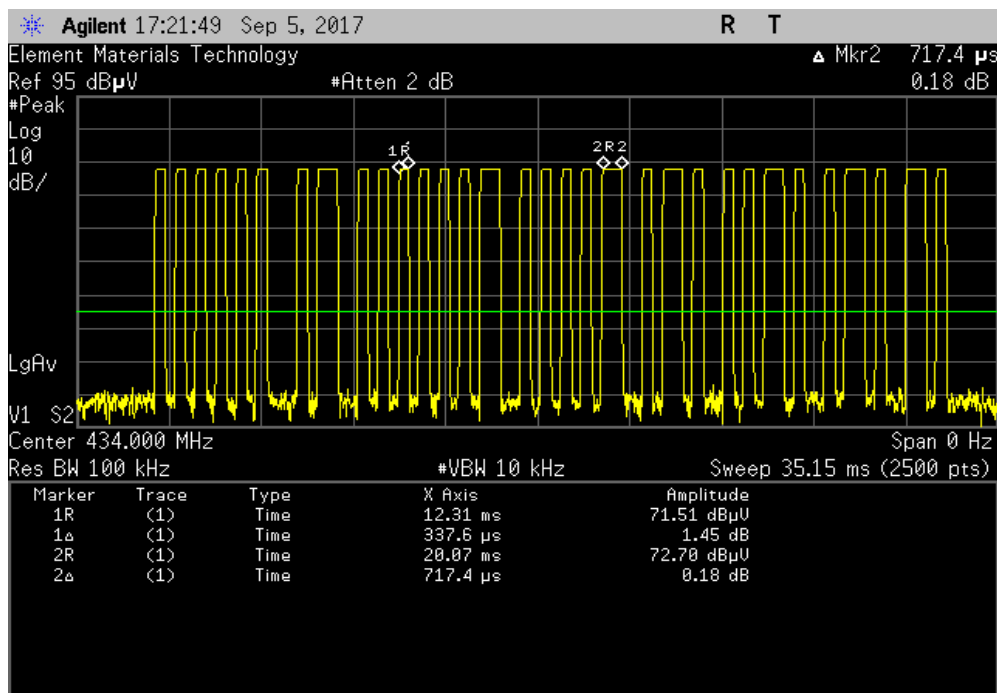 Agilent 17:21:49 Sep 5, 2017 R T
Element Materials Technology Δ Mkr2 717.4 µs
Ref 95 dBµV #Atten 2 dB 0.18 dB
#Peak
Log
10
dB/
1R
2R 2
LgAv
V1 S2
Center 434.000 MHz Span 0 Hz
Res BW 100 kHz #VBW 10 kHz Sweep 35.15 ms (2500 pts)
Marker Trace Type X Axis Amplitude
1R (1) Time 12.31 ms 71.51 dBµV
1Δ (1) Time 337.6 µs 1.45 dB
2R (1) Time 20.07 ms 72.70 dBµV
2Δ (1) Time 717.4 µs 0.18 dB